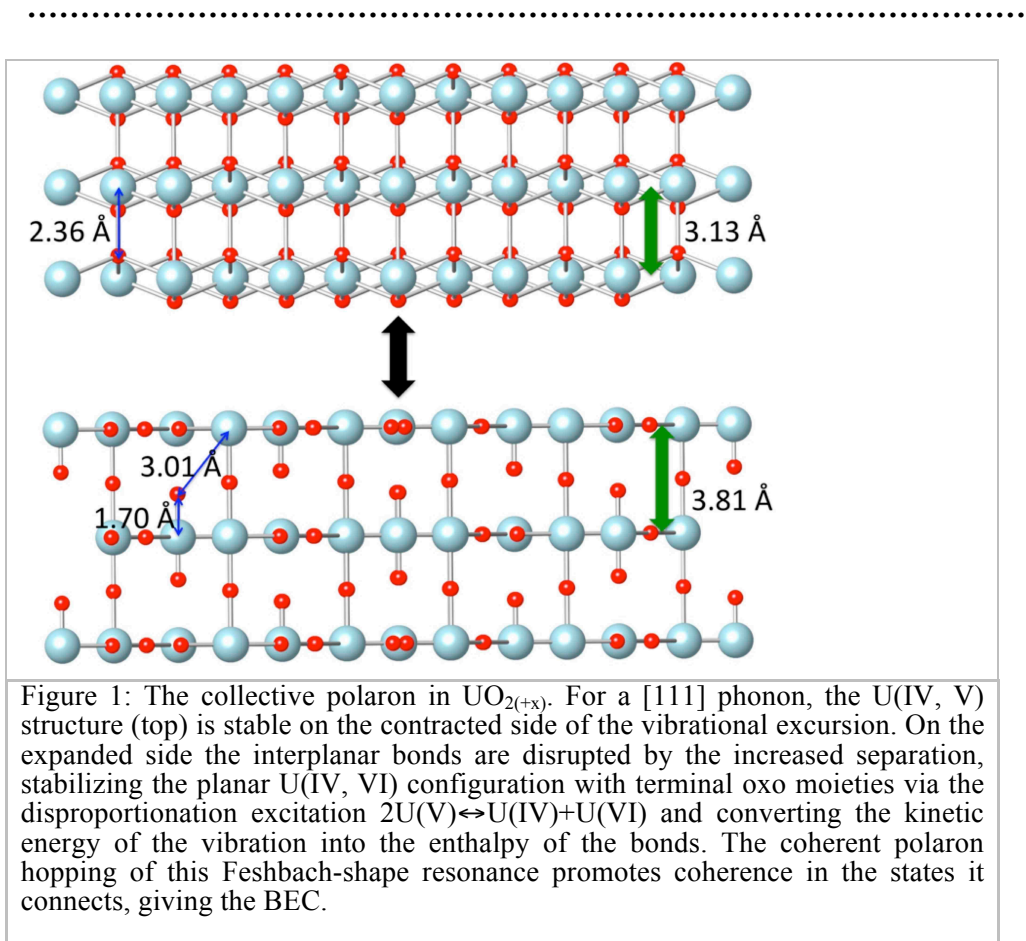 2.36 Å
3.13 Å
3.01 Å
1.70 Å
3.81 Å
Figure 1: The collective polaron in UO2(+x). For a [111] phonon, the U(IV, V)
structure (top) is stable on the contracted side of the vibrational excursion. On the
expanded side the interplanar bonds are disrupted by the increased separation,
stabilizing the planar U(IV, VI) configuration with terminal oxo moieties via the
disproportionation excitation 2U(V)⇔U(IV)+U(VI) and converting the kinetic
energy of the vibration into the enthalpy of the bonds. The coherent polaron
hopping of this Feshbach-shape resonance promotes coherence in the states it
connects, giving the BEC.